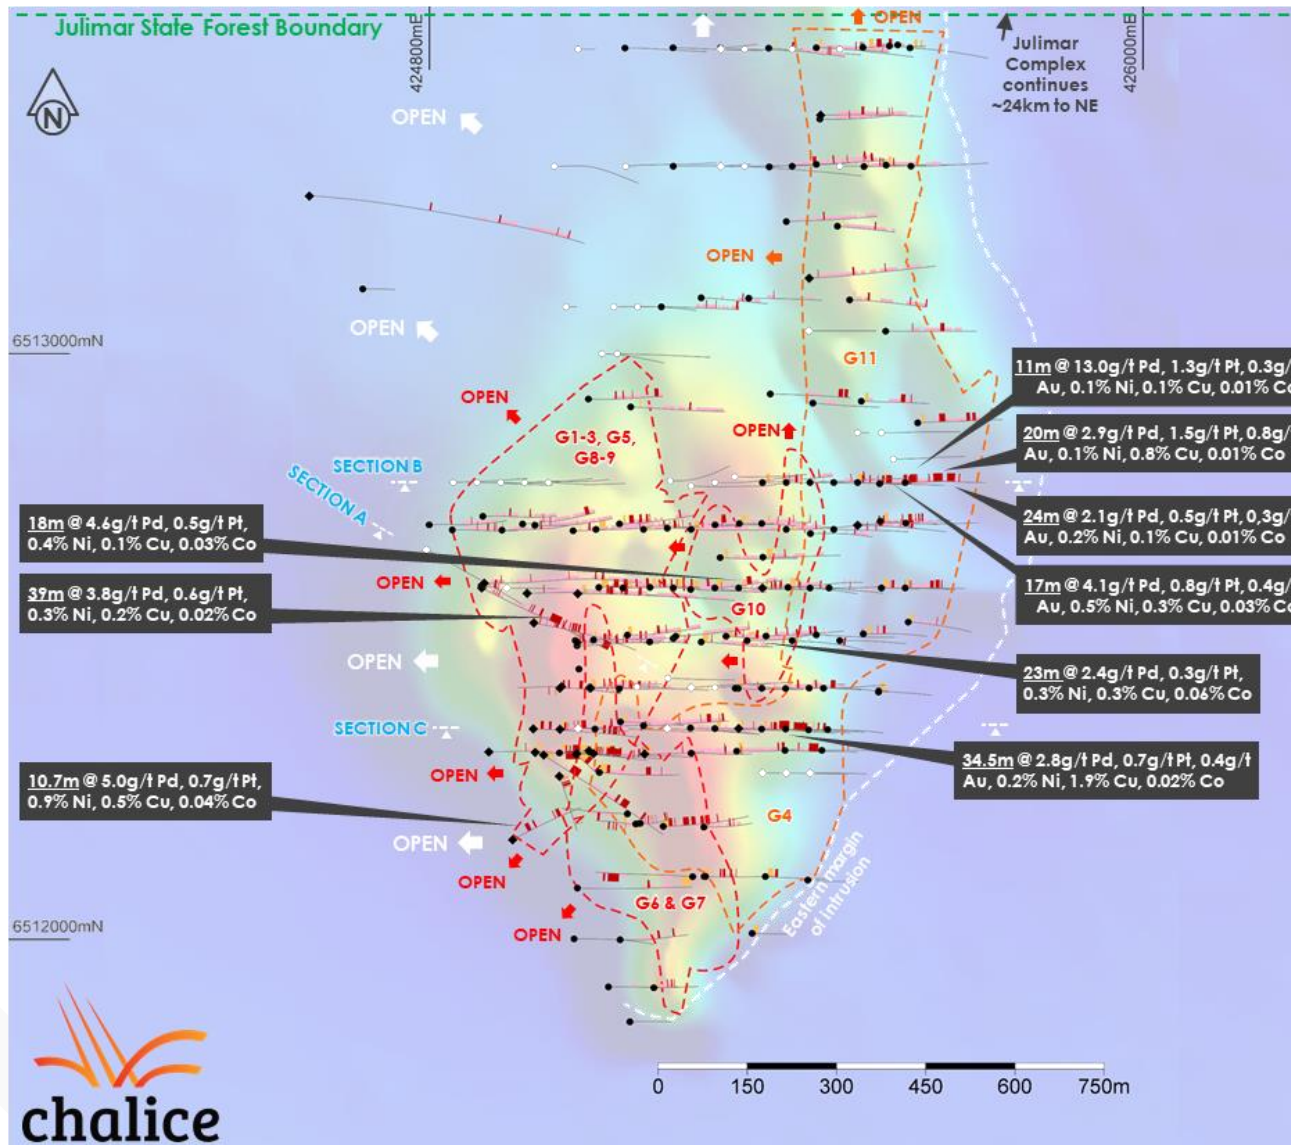 Julimar State Forest Boundary
424800mE
OPEN
426000mE
Julimar
Complex
continues
~24km to NE
N
OPEN
OPEN
OPEN
6513000mN
G11
11m @ 13.0g/t Pd, 1.3g/t Pt, 0.3g/
Au, 0.1% Ni, 0.1% Cu, 0.01% Co
OPEN
OPEN
G1-3, G5,
G8-9
20m @ 2.9g/t Pd, 1.5g/t Pt, 0.8g/
Au, 0.1% Ni, 0.8% Cu, 0.01% Co
SECTION B
SECTION A
18m @ 4.6g/t Pd, 0.5g/t Pt,
0.4% Ni, 0.1% Cu, 0.03% Co
24m @ 2.1g/t Pd, 0.5g/t Pt, 0,3g/
Au, 0.2% Ni, 0.1% Cu, 0.01% Co
OPEN
39m @ 3.8g/t Pd, 0.6g/t Pt,
0.3% Ni, 0.2% Cu, 0.02% Co
17m @ 4.1g/t Pd, 0.8g/t Pt, 0.4g/
Au, 0.5% Ni, 0.3% Cu, 0.03% Co
G10
OPEN
23m @ 2.4g/t Pd, 0.3g/t Pt,
0.3% Ni, 0.3% Cu, 0.06% Co
SECTION C
34.5m @ 2.8g/t Pd, 0.7g/t Pt, 0.4g/t
Au, 0.2% Ni, 1.9% Cu, 0.02% Co
OPEN
10.7m @ 5.0g/t Pd, 0.7g/t Pt,
0.9% Ni, 0.5% Cu, 0.04% Co
G4
OPEN
OPEN
G6 & G7
Eastern margin
of intrusion
OPEN
6512000mN
0 150 300 450 600 750m
chalice